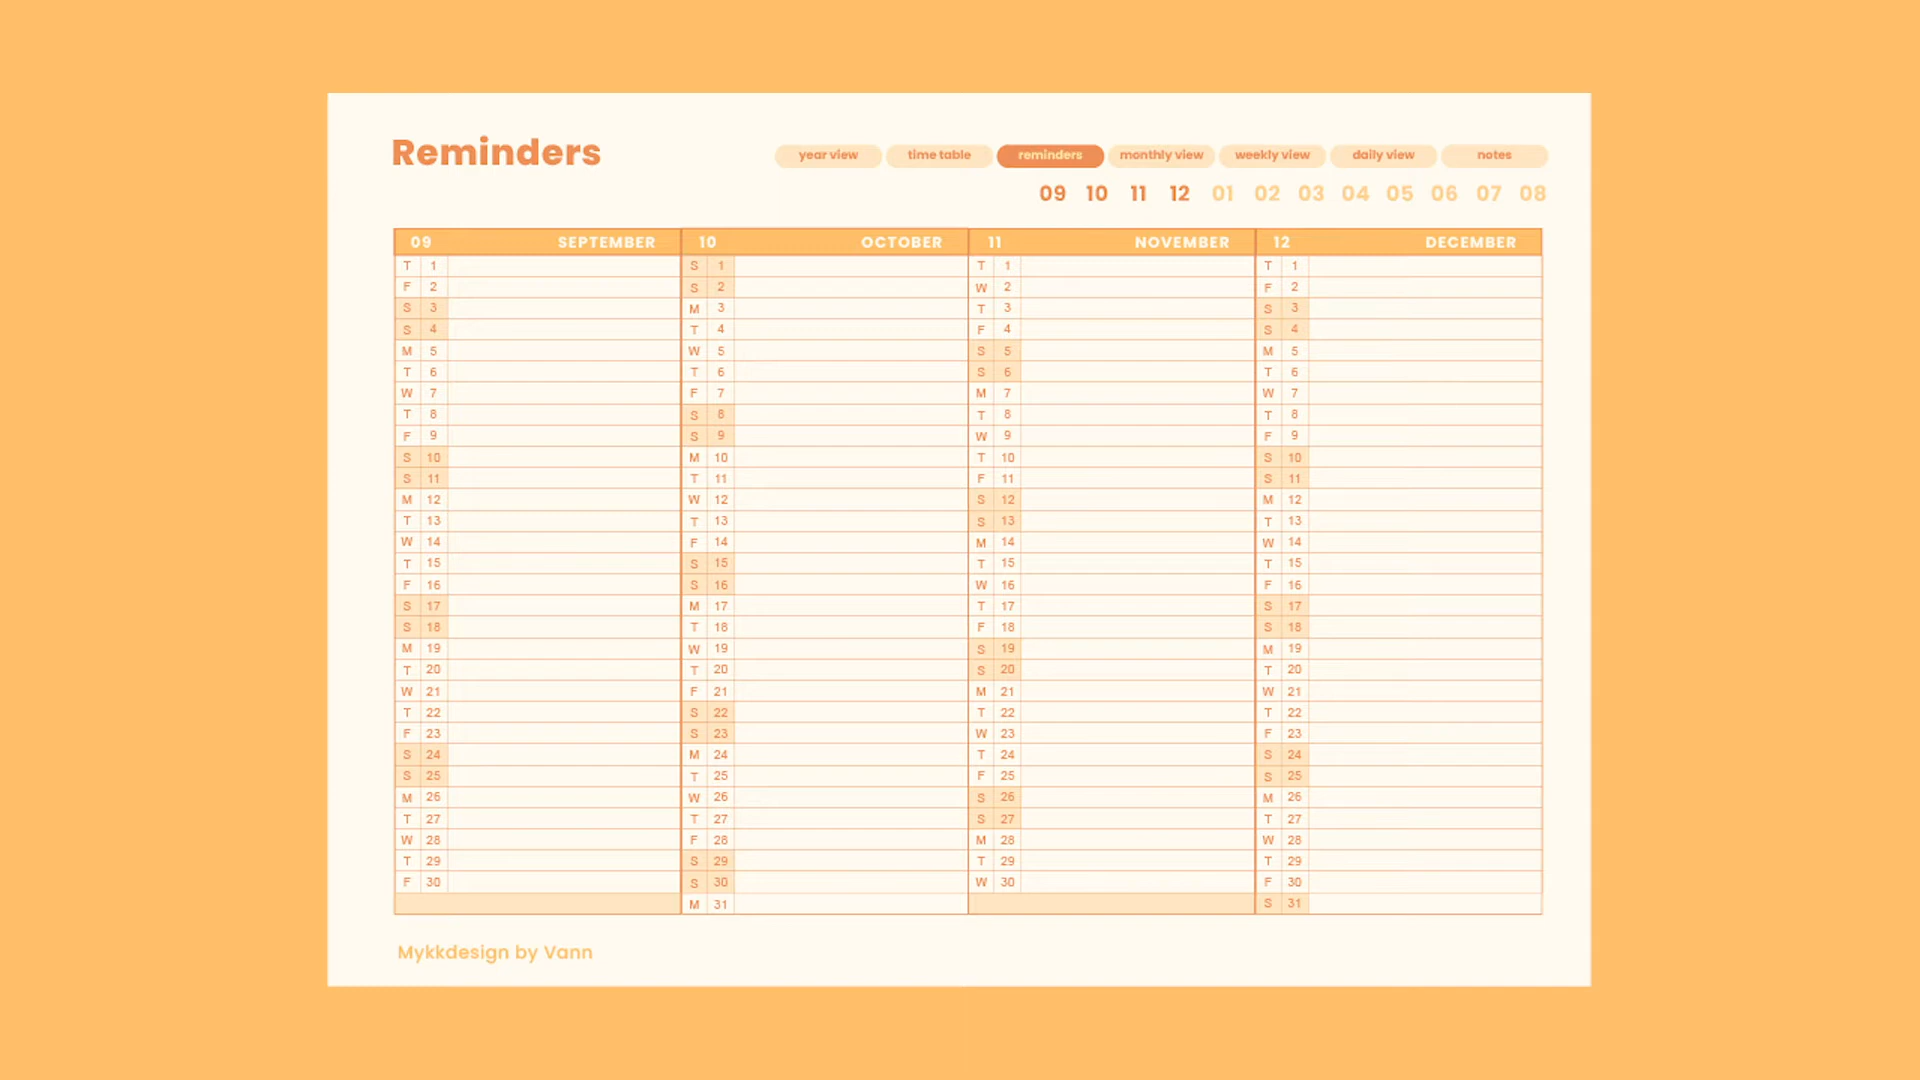 Reminders
year view time table reminders monthly view weekly view daily view notes
09 10 11 12 01 02 03 04 05 06 07 08
09 SEPTEMBER 10 OCTOBER 11 NOVEMBER 12 DECEMBER
T 1 S 1 T 1 T 1
F 2 S 2 W 2 F 2
S 3 M 3 T 3 S 3
S 4 T 4 F 4 S 4
M 5 W 5 S 5 M 5
T 6 T 6 S 6 T 6
W 7 F 7 M 7 W 7
T 8 S 8 T 8 T 8
F 9 S 9 W 9 F 9
S 10 M 10 T 10 S 10
S 11 T 11 F 11 S 11
M 12 W 12 S 12 M 12
T 13 T 13 S 13 T 13
W 14 F 14 M 14 W 14
T 15 S 15 T 15 T 15
F 16 S 16 W 16 F 16
S 17 M 17 T 17 S 17
S 18 T 18 F 18 S 18
M 19 W 19 S 19 M 19
T 20 T 20 S 20 T 20
W 21 F 21 M 21 W 21
T 22 S 22 T 22 T 22
F 23 S 23 W 23 F 23
S 24 M 24 T 24 S 24
S 25 T 25 F 25 S 25
M 26 W 26 S 26 M 26
T 27 T 27 S 27 T 27
W 28 F 28 M 28 W 28
T 29 S 29 T 29 T 29
F 30 S 30 W 30 F 30
M 31 S 31
Mykkdesign by Vann